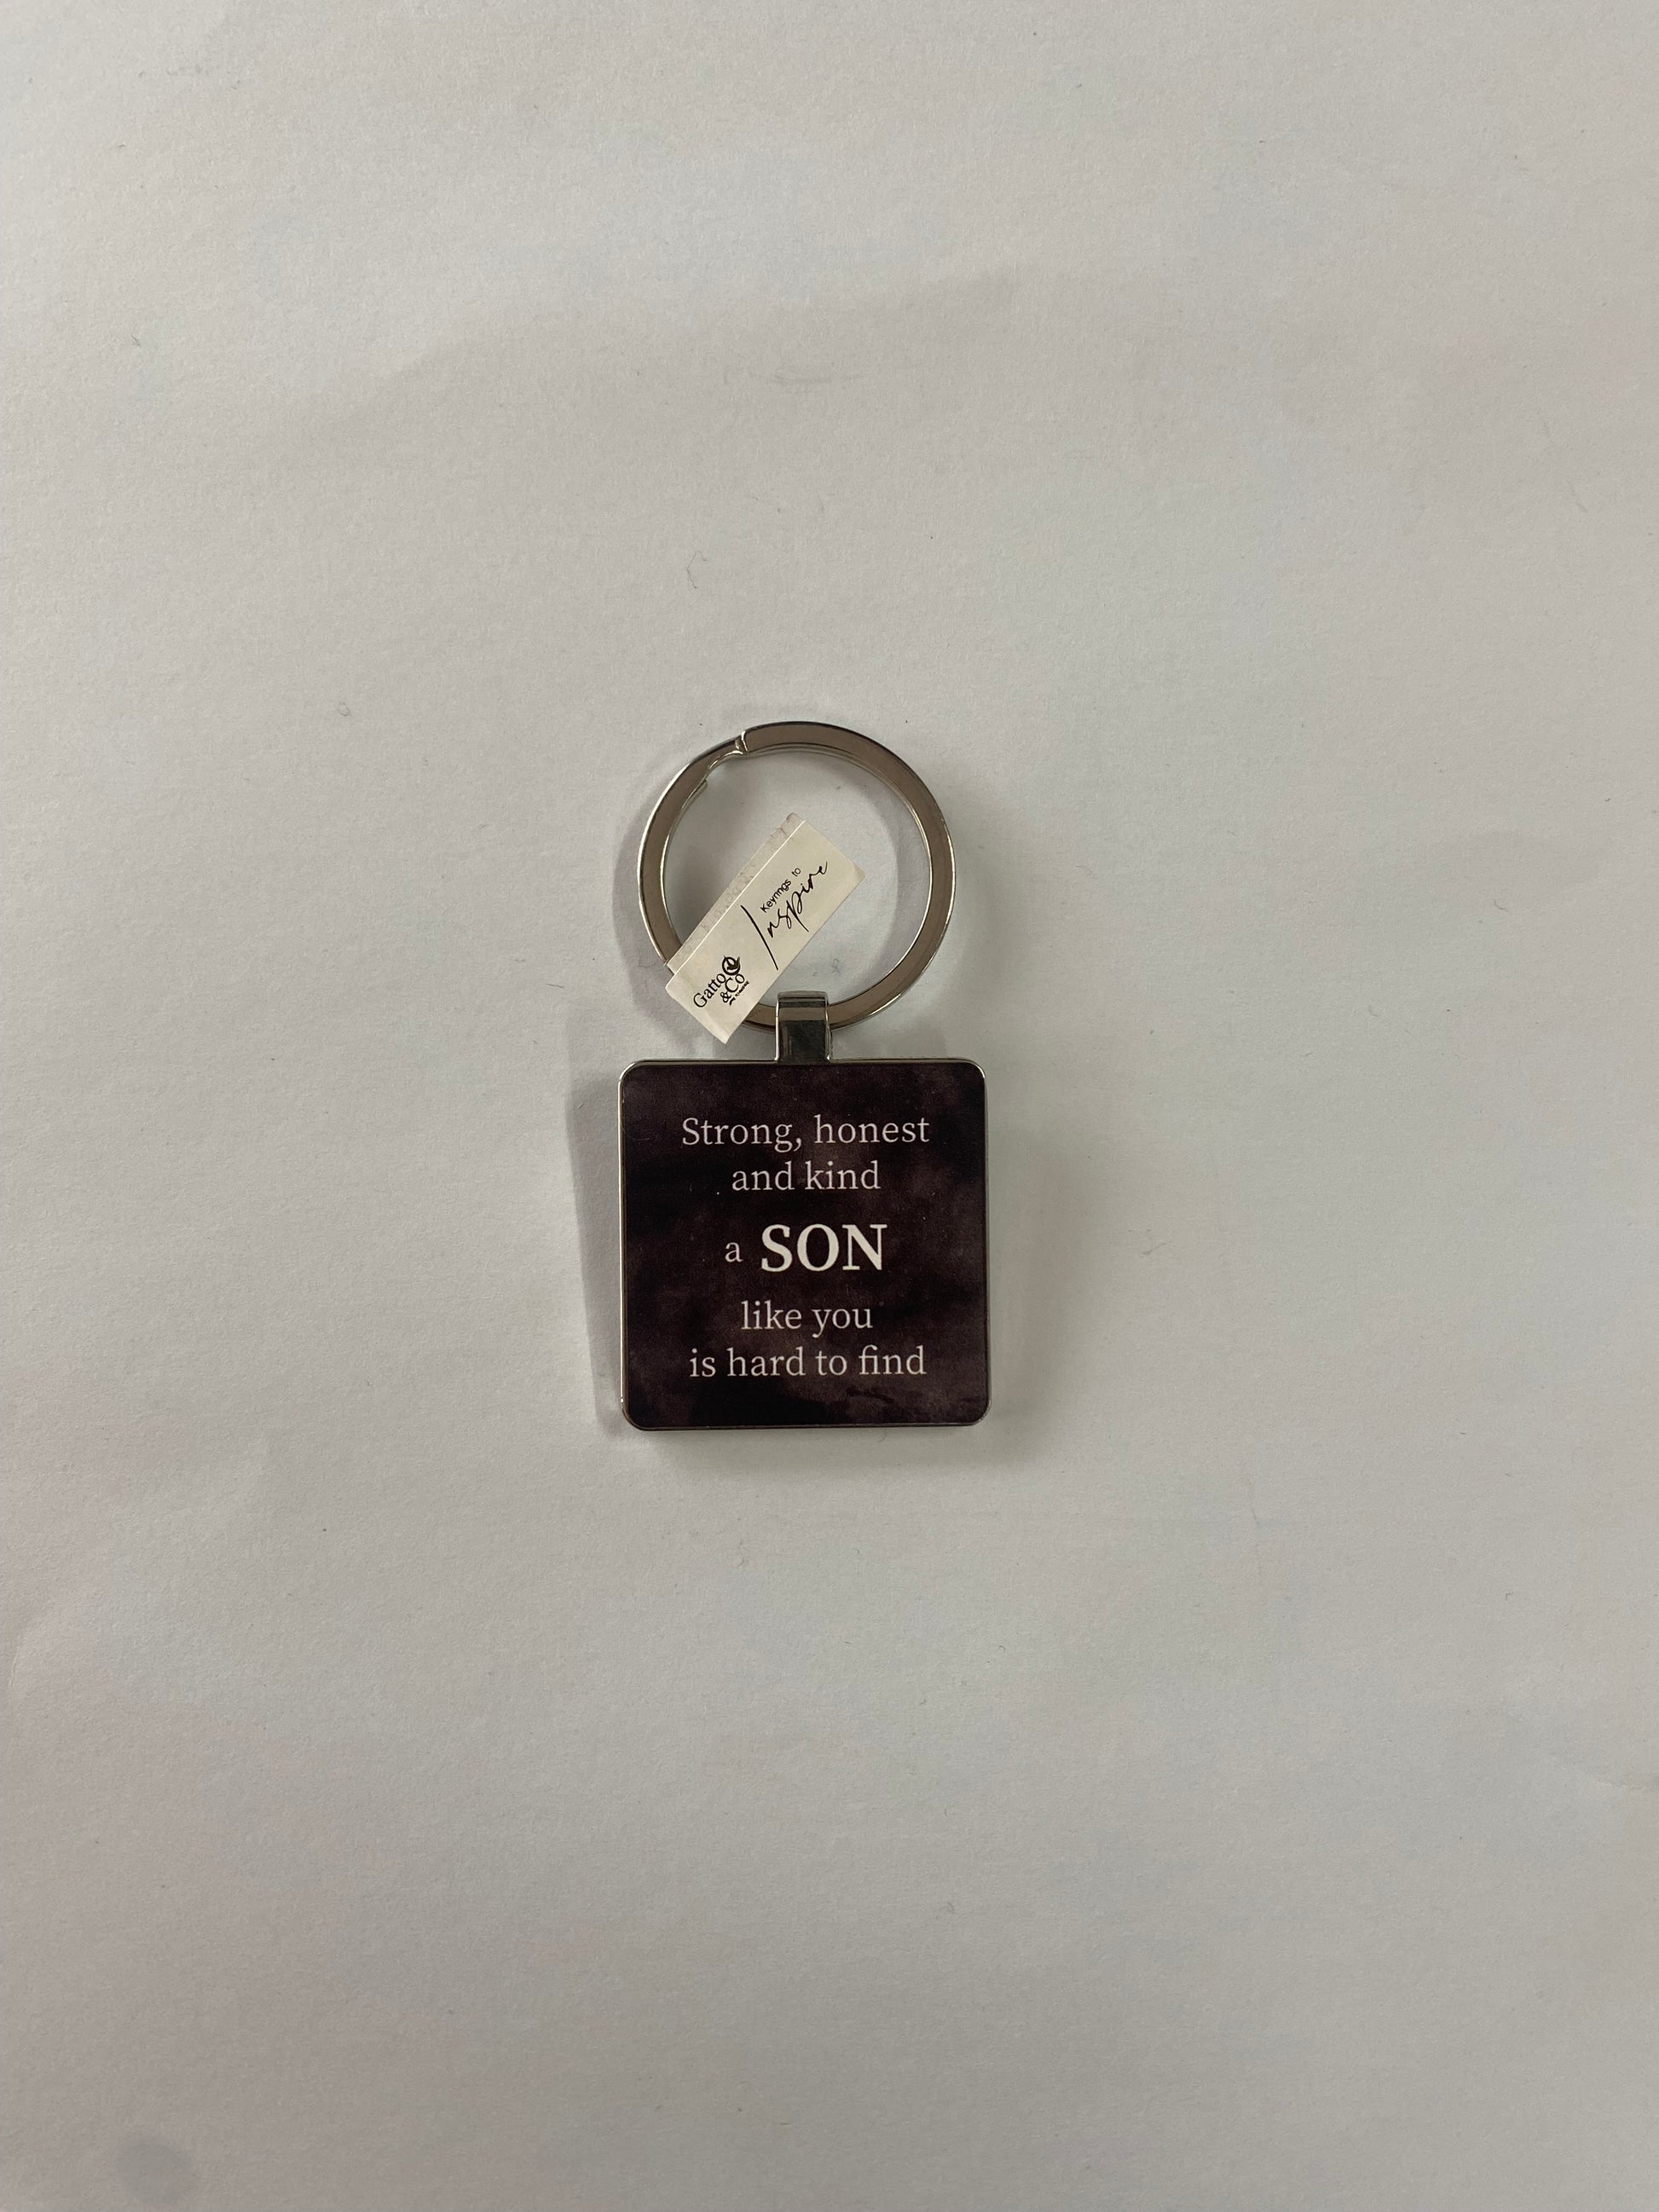 Keyrings to
Inspire
Gatto
&Co
Strong, honest
and kind
a SON
like you
is hard to find